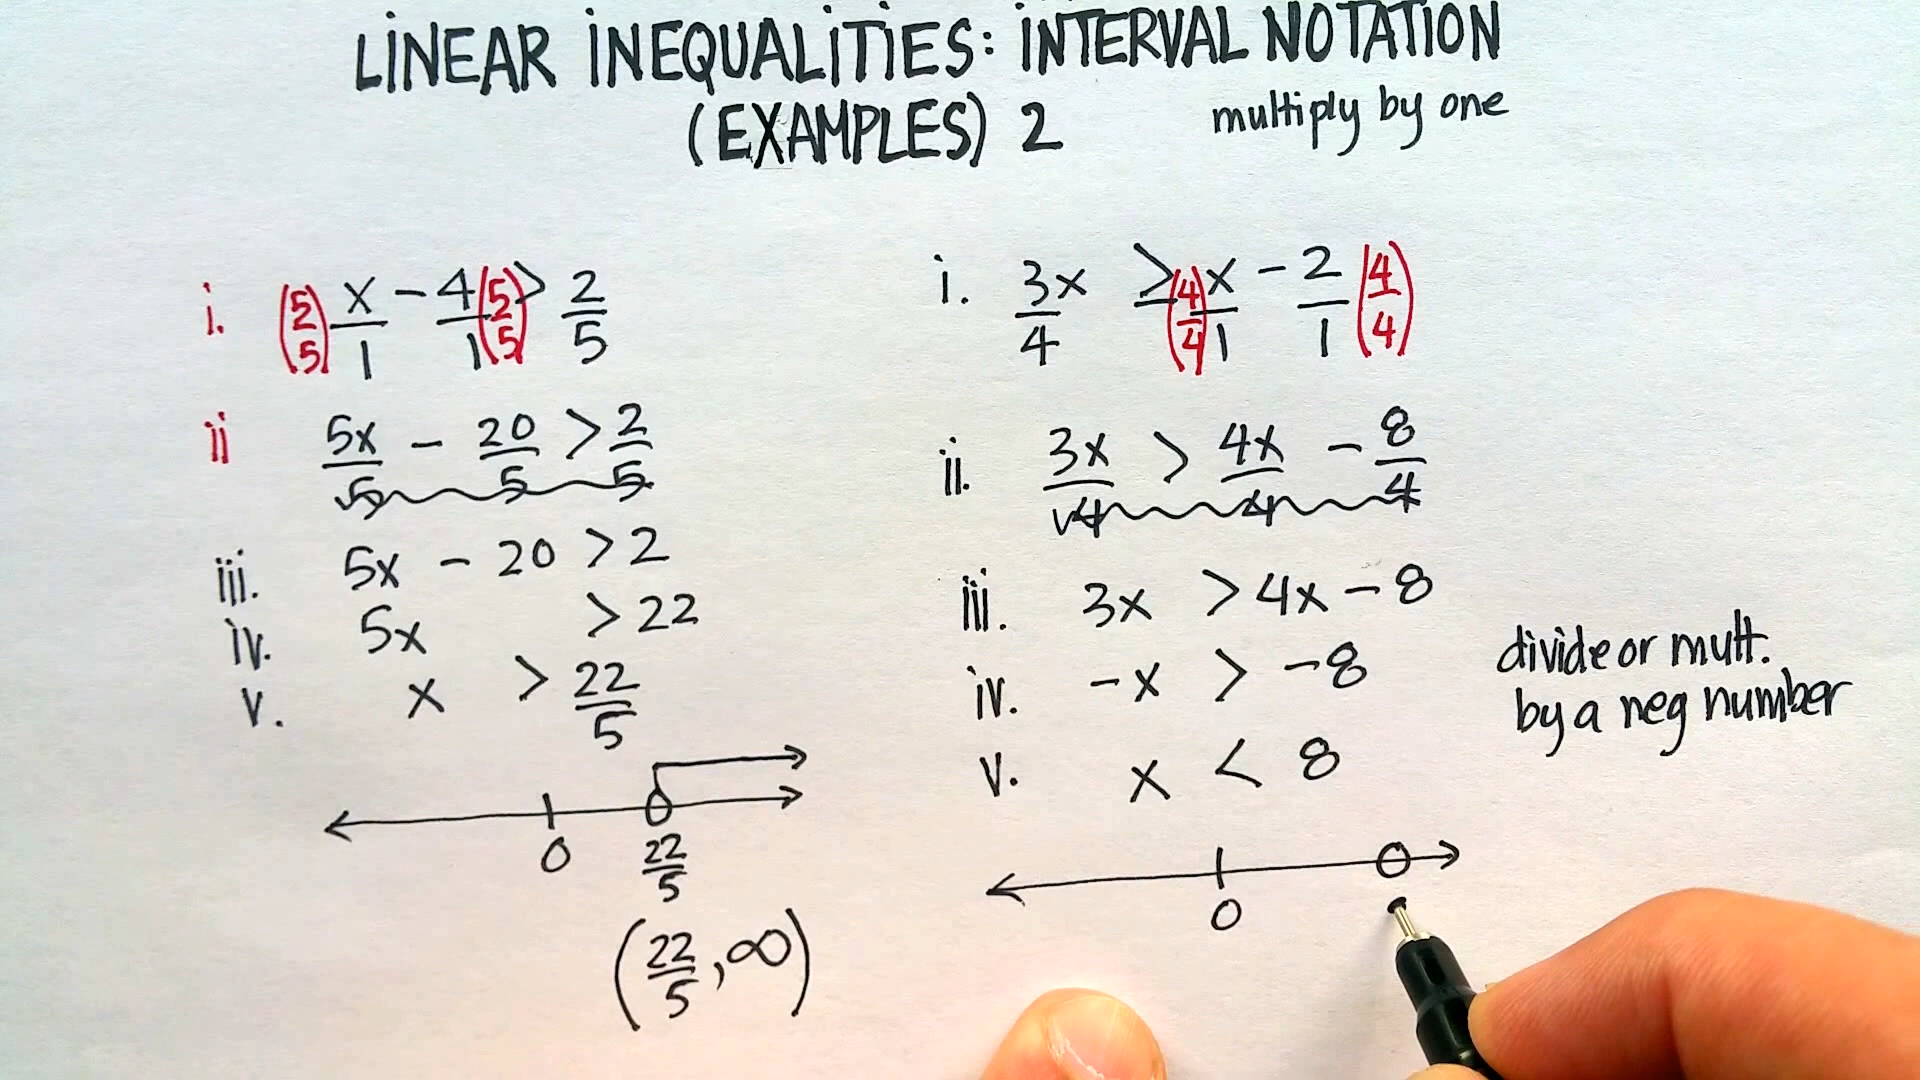 LINEAR INEQUALITIES: INTERVAL NOTATION
(EXAMPLES) 2
multiply by one
i. (5/5) x/1 - 4/1 (5/5) > 2/5
ii 5x/5 - 20/5 > 2/5
iii. 5x - 20 > 2
iv. 5x > 22
v. x > 22/5
0 22/5
(22/5, ∞)
i. 3x/4 ≥ (4/4) x/1 - 2/1 (4/4)
ii. 3x/4 > 4x/4 - 8/4
iii. 3x > 4x - 8
iv. -x > -8
v. x < 8
0
divide or mult.
by a neg number